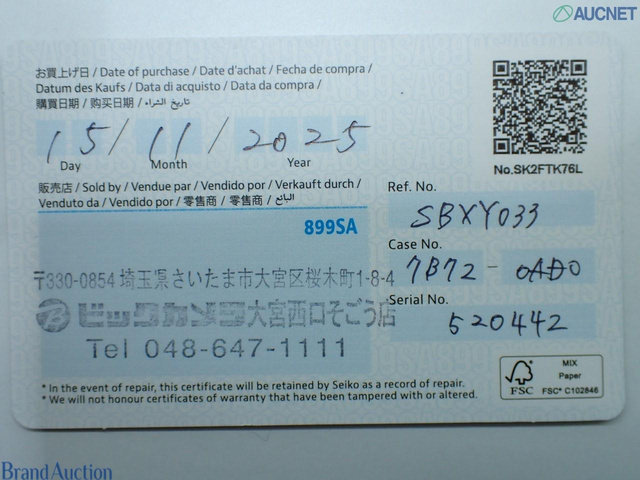 AUCNET
お買上げ日 / Date of purchase / Date d'achat / Fecha de compra /
Datum des Kaufs / Data di acquisto / Data da compra /
購買日期 / 购买日期 / تاريخ الشراء
15 / 11 / 2025
Day Month Year
No.SK2FTK76L
販売店 / Sold by / Vendue par / Vendido por / Verkauft durch /
Venduto da / Vendido por / 零售商 / 零售商 / البائع
899SA
〒330-0854 埼玉県さいたま市大宮区桜木町1-8-4
ビックカメラ大宮西口そごう店
Tel 048-647-1111
Ref. No.
SBXY033
Case No.
7B72-0AD0
Serial No.
520442
* In the event of repair, this certificate will be retained by Seiko as a record of repair.
* We will not honour certificates of warranty that have been tampered with or altered.
FSC
MIX
Paper
FSC® C102846
Brand Auction